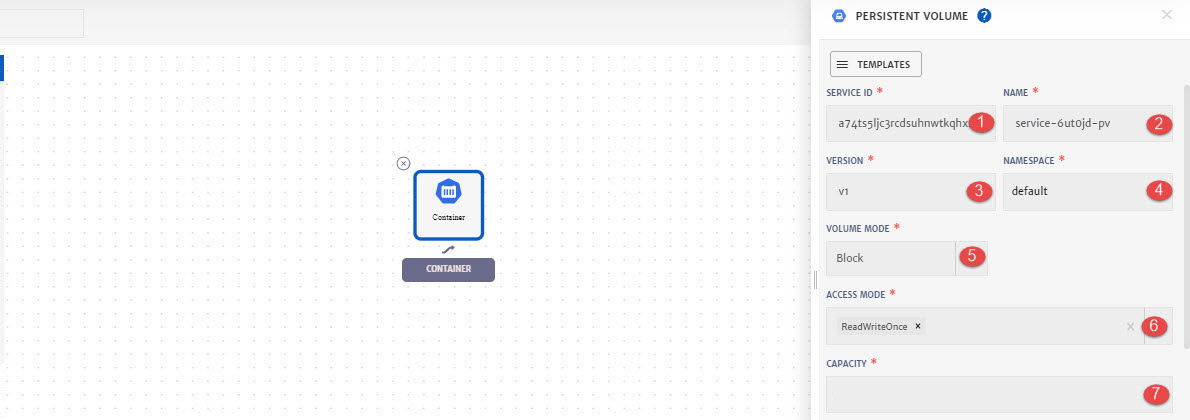 PERSISTENT VOLUME ?
TEMPLATES
SERVICE ID * NAME *
a74ts5ljc3rcdsuhnwtkqhx 1 service-6ut0jd-pv 2
VERSION * NAMESPACE *
v1 3 default 4
VOLUME MODE *
Block 5
ACCESS MODE *
ReadWriteOnce × × 6
CAPACITY *
7
Container
CONTAINER